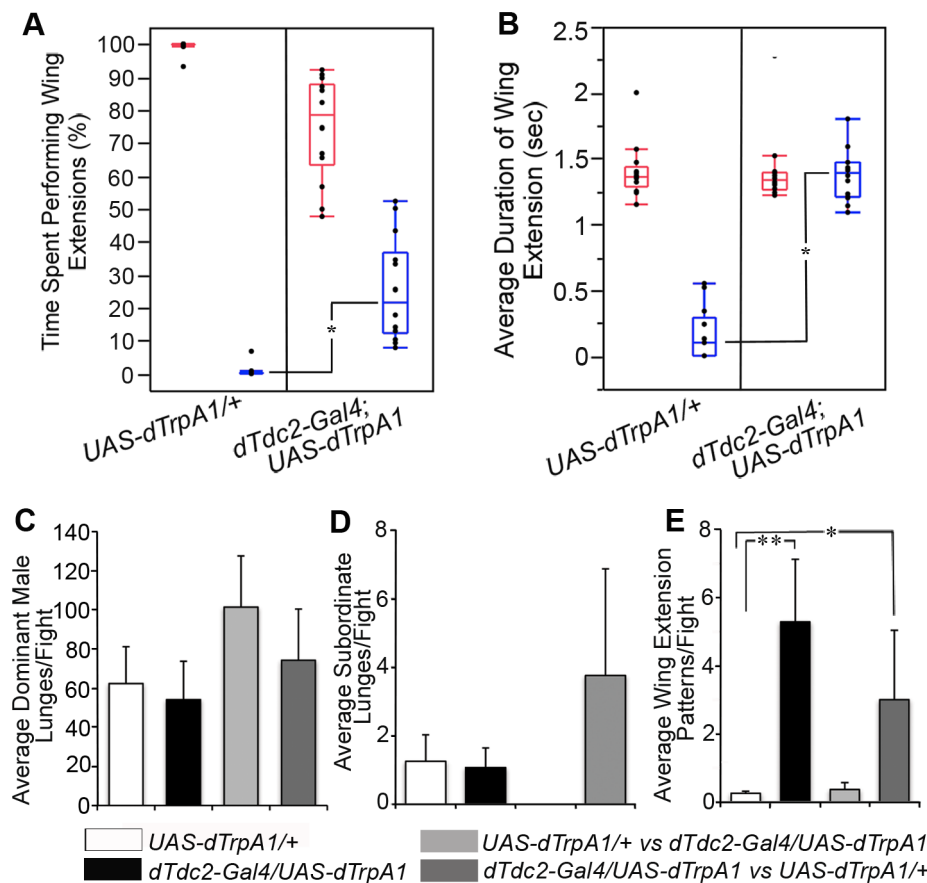 A
Time Spent Performing Wing
Extensions (%)
100
90
80
70
60
50
40
30
20
10
0
*
UAS-dTrpA1/+
dTdc2-Gal4;
UAS-dTrpA1
B
Average Duration of Wing
Extension (sec)
2.5
2
1.5
1
0.5
0
*
UAS-dTrpA1/+
dTdc2-Gal4;
UAS-dTrpA1
C
Average Dominant Male
Lunges/Fight
140
120
100
80
60
40
20
0
D
Average Subordinate
Lunges/Fight
8
6
4
2
0
E
Average Wing Extension
Patterns/Fight
8
6
4
2
0
**
*
UAS-dTrpA1/+
dTdc2-Gal4/UAS-dTrpA1
UAS-dTrpA1/+ vs dTdc2-Gal4/UAS-dTrpA1
dTdc2-Gal4/UAS-dTrpA1 vs UAS-dTrpA1/+